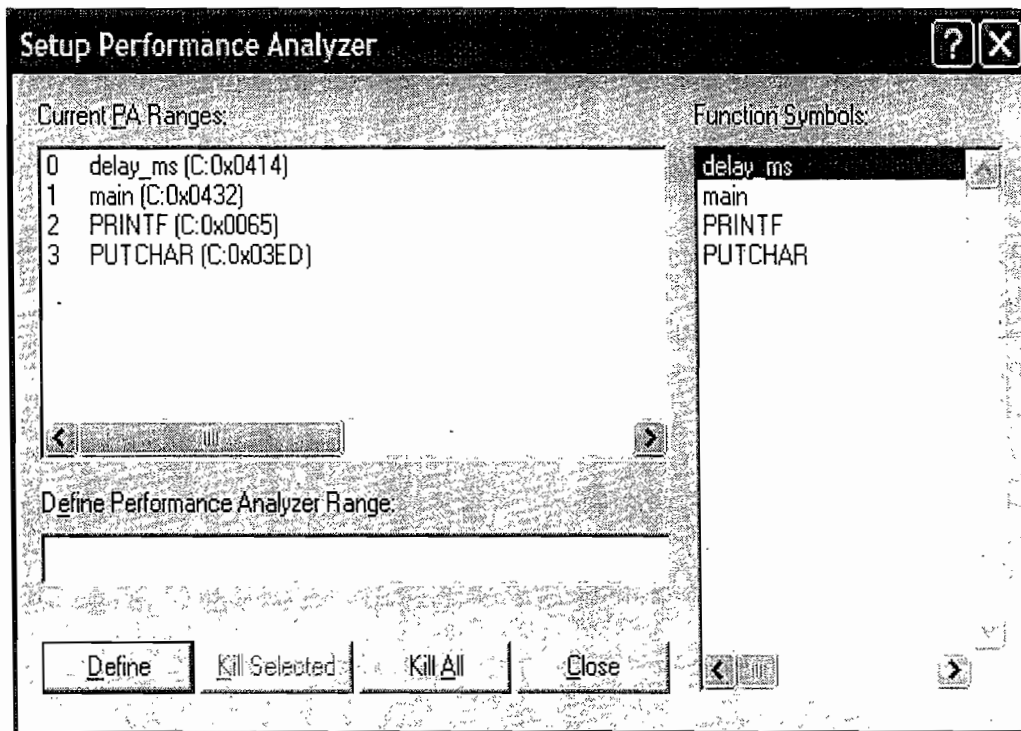 Setup Performance Analyzer
Current PA Ranges:
0 delay_ms (C:0x0414)
1 main (C:0x0432)
2 PRINTF (C:0x0065)
3 PUTCHAR (C:0x03ED)
Define Performance Analyzer Range:
Define Kill Selected Kill All Close
Function Symbols:
delay_ms
main
PRINTF
PUTCHAR